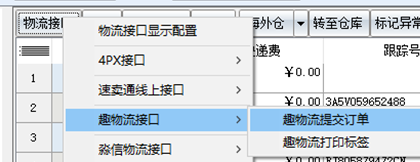 物流接口
海外仓
转至仓库
标记异常
物流接口显示配置
递费
跟踪号
4PX接口
1
¥0.00
速卖通线上接口
2
¥0.00
3A5V059652488
趣物流接口
趣物流提交订单
3
趣物流打印标签
淼信物流接口
¥0.00